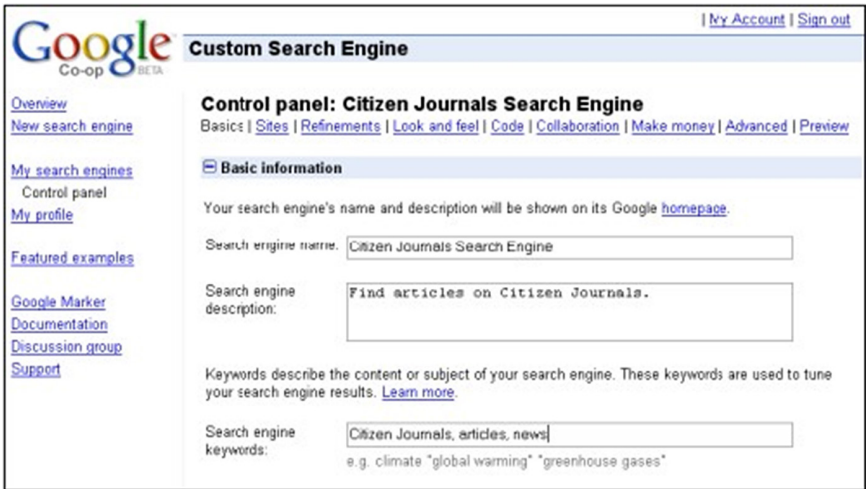 Google
Co-op BETA
| My Account | Sign out
Custom Search Engine
Overview
New search engine
My search engines
Control panel
My profile
Featured examples
Google Marker
Documentation
Discussion group
Support
Control panel: Citizen Journals Search Engine
Basics | Sites | Refinements | Look and feel | Code | Collaboration | Make money | Advanced | Preview
Basic information
Your search engine's name and description will be shown on its Google homepage.
Search engine name: Citizen Journals Search Engine
Search engine
description:
Find articles on Citizen Journals.
Keywords describe the content or subject of your search engine. These keywords are used to tune
your search engine results. Learn more.
Search engine
keywords:
Citizen Journals, articles, news
e.g. climate "global warming" "greenhouse gases"